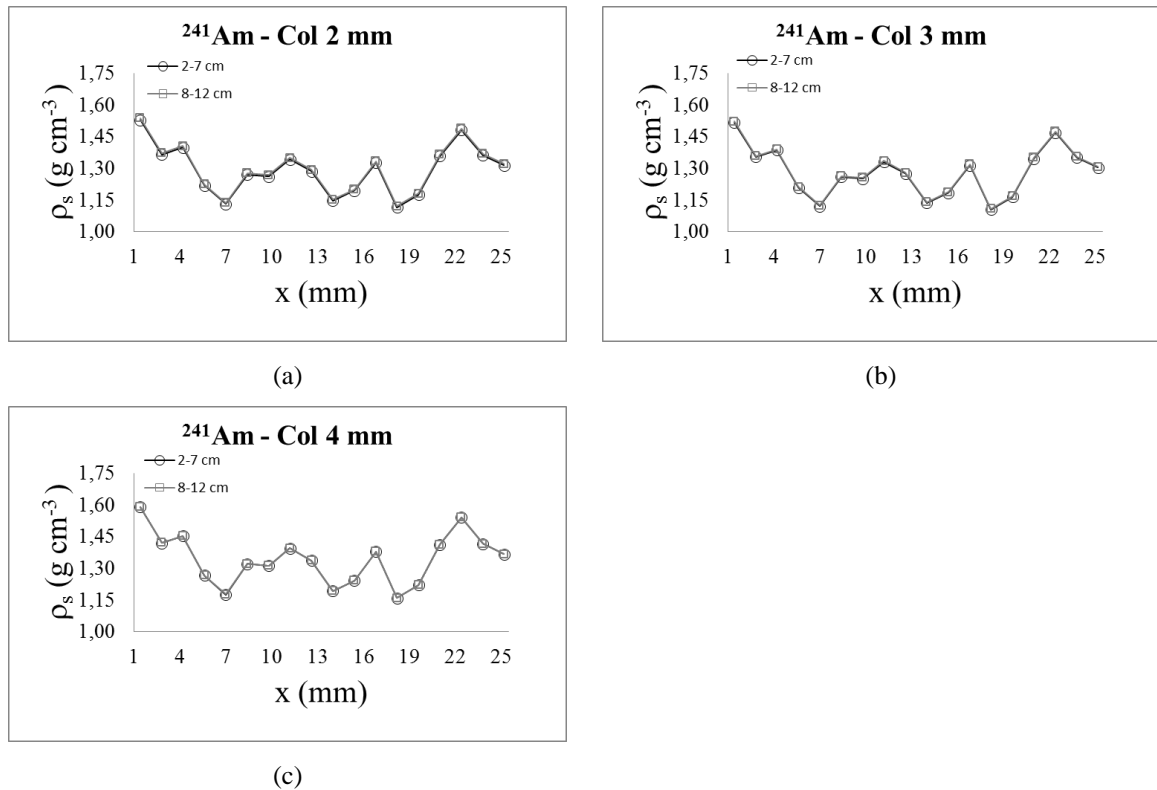 ²⁴¹Am - Col 2 mm
2-7 cm
8-12 cm
1,75
1,60
1,45
1,30
1,15
1,00
ρs (g cm⁻³)
1 4 7 10 13 16 19 22 25
x (mm)
(a)
²⁴¹Am - Col 3 mm
2-7 cm
8-12 cm
1,75
1,60
1,45
1,30
1,15
1,00
ρs (g cm⁻³)
1 4 7 10 13 16 19 22 25
x (mm)
(b)
²⁴¹Am - Col 4 mm
2-7 cm
8-12 cm
1,75
1,60
1,45
1,30
1,15
1,00
ρs (g cm⁻³)
1 4 7 10 13 16 19 22 25
x (mm)
(c)